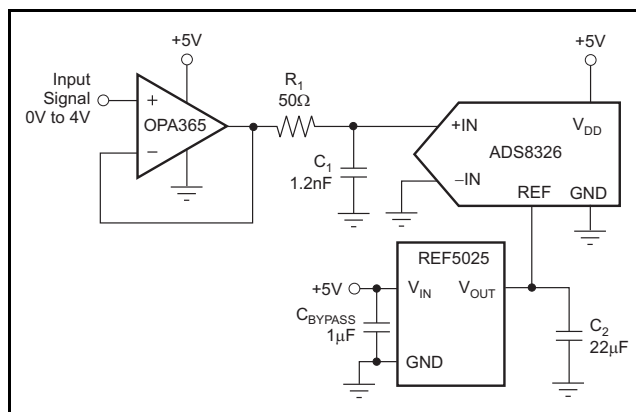 +5V
Input
Signal
0V to 4V
+
−
OPA365
R1
50Ω
C1
1.2nF
+5V
+IN
VDD
ADS8326
−IN
REF
GND
REF5025
+5V
VIN
VOUT
CBYPASS
1μF
GND
C2
22μF